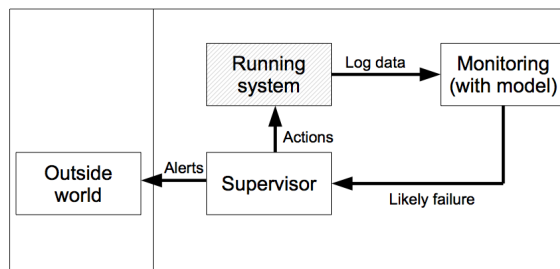 Running
system
Log data
Monitoring
(with model)
Actions
Outside
world
Alerts
Supervisor
Likely failure